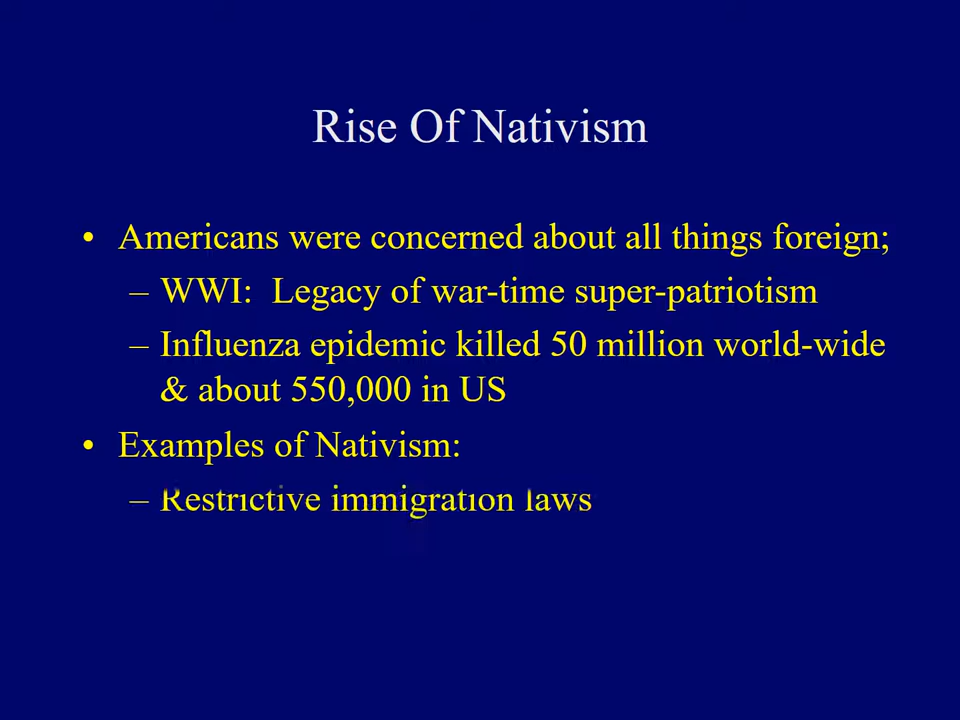 Rise Of Nativism
• Americans were concerned about all things foreign;
– WWI:  Legacy of war-time super-patriotism
– Influenza epidemic killed 50 million world-wide
& about 550,000 in US
• Examples of Nativism:
– Restrictive immigration laws